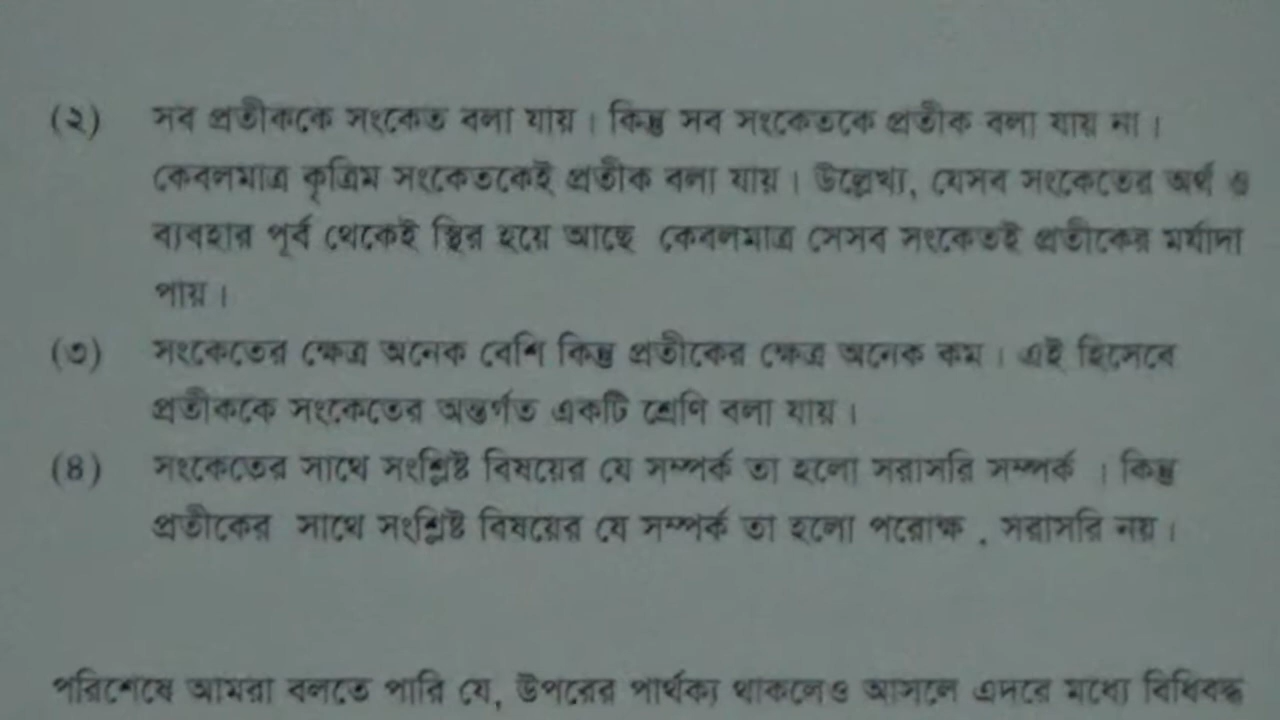 (২) সব প্রতীককে সংকেত বলা যায়। কিন্তু সব সংকেতকে প্রতীক বলা যায় না।
কেবলমাত্র কৃত্রিম সংকেতকেই প্রতীক বলা যায়। উল্লেখ্য, যেসব সংকেতের অর্থ ও
ব্যবহার পূর্ব থেকেই স্থির হয়ে আছে কেবলমাত্র সেসব সংকেতই প্রতীকের মর্যাদা
পায়।
(৩) সংকেতের ক্ষেত্র অনেক বেশি কিন্তু প্রতীকের ক্ষেত্র অনেক কম। এই হিসেবে
প্রতীককে সংকেতের অন্তর্গত একটি শ্রেণি বলা যায়।
(৪) সংকেতের সাথে সংশ্লিষ্ট বিষয়ের যে সম্পর্ক তা হলো সরাসরি সম্পর্ক । কিন্তু
প্রতীকের সাথে সংশ্লিষ্ট বিষয়ের যে সম্পর্ক তা হলো পরোক্ষ , সরাসরি নয়।
পরিশেষে আমরা বলতে পারি যে, উপরের পার্থক্য থাকলেও আসলে এদের মধ্যে বিধিবদ্ধ